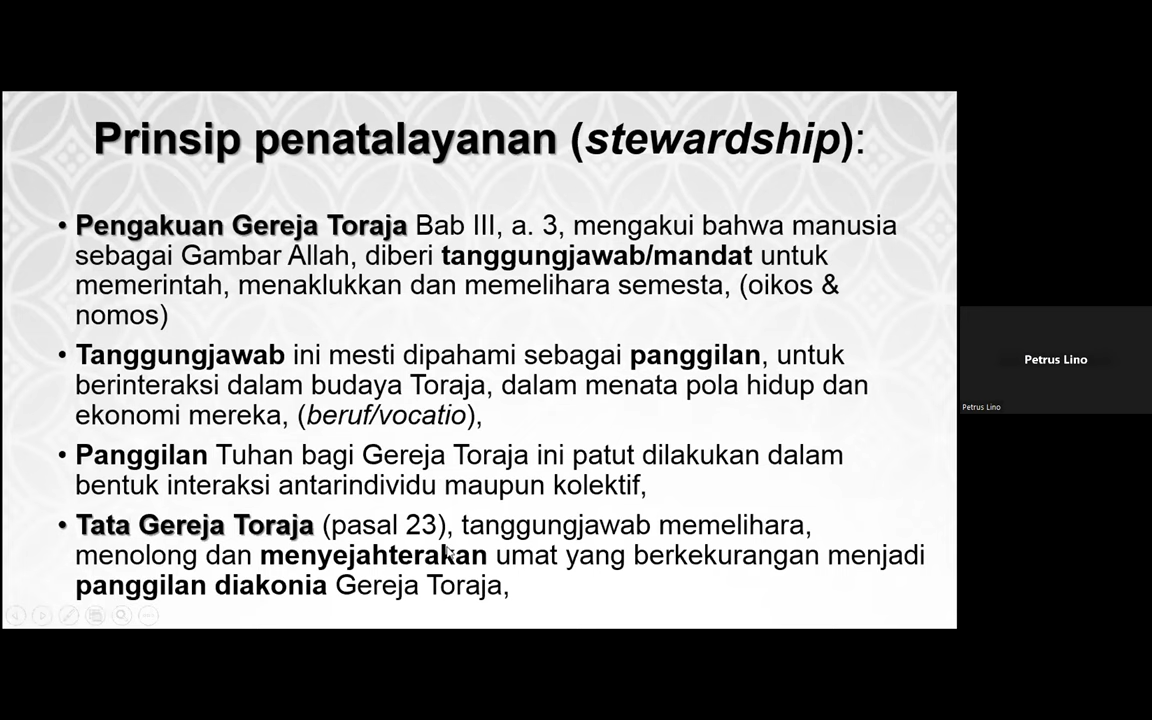 Prinsip penatalayanan (stewardship):
• Pengakuan Gereja Toraja Bab III, a. 3, mengakui bahwa manusia
sebagai Gambar Allah, diberi tanggungjawab/mandat untuk
memerintah, menaklukkan dan memelihara semesta, (oikos &
nomos)
• Tanggungjawab ini mesti dipahami sebagai panggilan, untuk
berinteraksi dalam budaya Toraja, dalam menata pola hidup dan
ekonomi mereka, (beruf/vocatio),
• Panggilan Tuhan bagi Gereja Toraja ini patut dilakukan dalam
bentuk interaksi antarindividu maupun kolektif,
• Tata Gereja Toraja (pasal 23), tanggungjawab memelihara,
menolong dan menyejahterakan umat yang berkekurangan menjadi
panggilan diakonia Gereja Toraja,
Petrus Lino
Petrus Lino